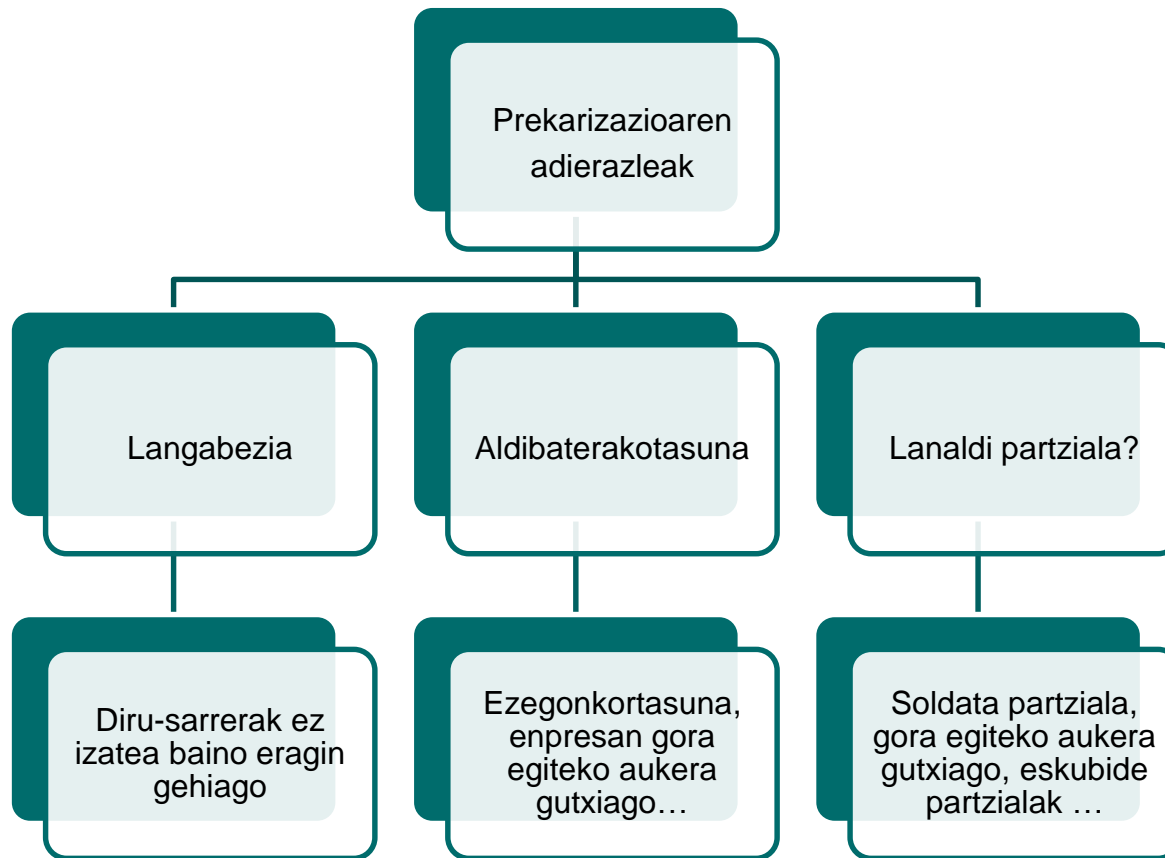 Prekarizazioaren
adierazleak
Langabezia
Aldibaterakotasuna
Lanaldi partziala?
Diru-sarrerak ez
izatea baino eragin
gehiago
Ezegonkortasuna,
enpresan gora
egiteko aukera
gutxiago…
Soldata partziala,
gora egiteko aukera
gutxiago, eskubide
partzialak …